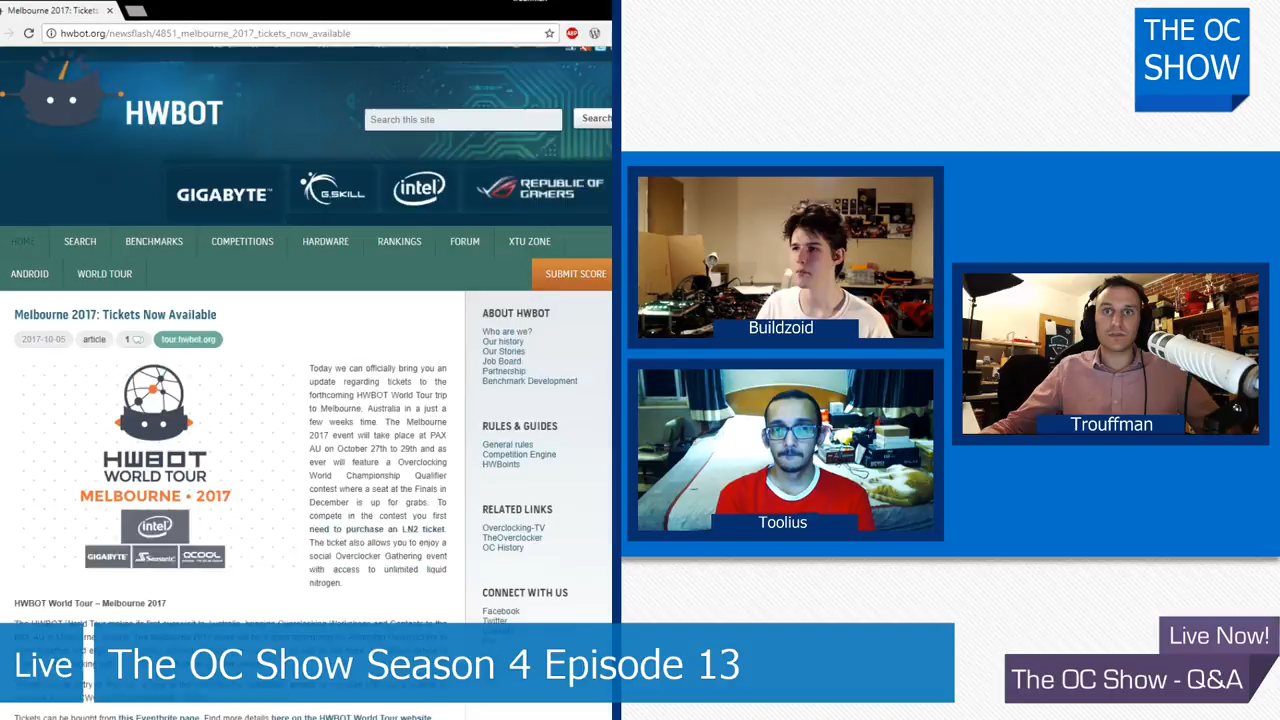 Melbourne 2017: Tickets
hwbot.org/newsflash/4851_melbourne_2017_tickets_now_available
ABP
HWBOT
Search this site
Search
GIGABYTE™
G.SKILL
intel
REPUBLIC OF
GAMERS
HOME
SEARCH
BENCHMARKS
COMPETITIONS
HARDWARE
RANKINGS
FORUM
XTU ZONE
ANDROID
WORLD TOUR
SUBMIT SCORE
Melbourne 2017: Tickets Now Available
2017-10-05
article
1
tour.hwbot.org
HWBOT
WORLD TOUR
MELBOURNE • 2017
intel
GIGABYTE
Seasonic
OCOOL
Today we can officially bring you an
update regarding tickets to the
forthcoming HWBOT World Tour trip
to Melbourne, Australia in a just a
few weeks time. The Melbourne
2017 event will take place at PAX
AU on October 27th to 29th and as
ever will feature a Overclocking
World Championship Qualifier
contest where a seat at the Finals in
December is up for grabs. To
compete in the contest you first
need to purchase an LN2 ticket.
The ticket also allows you to enjoy a
social Overclocker Gathering event
with access to unlimited liquid
nitrogen.
HWBOT World Tour – Melbourne 2017
Tickets can be bought from this Eventbrite page. Find more details here on the HWBOT World Tour website.
ABOUT HWBOT
Who are we?
Our history
Our Stories
Job Board
Partnership
Benchmark Development
RULES & GUIDES
General rules
Competition Engine
HWBoints
RELATED LINKS
Overclocking-TV
TheOverclocker
OC History
CONNECT WITH US
Facebook
Twitter
THE OC
SHOW
Buildzoid
Toolius
Trouffman
Live The OC Show Season 4 Episode 13
Live Now!
The OC Show - Q&A